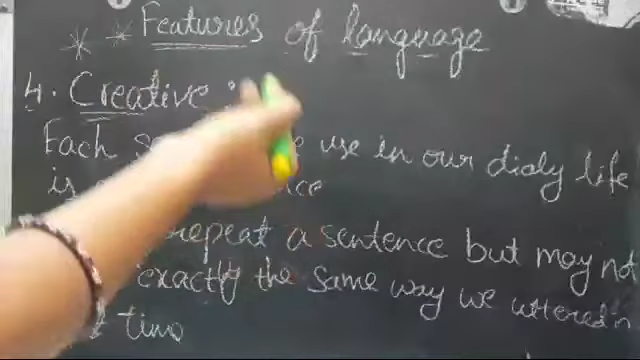 ** Features of language
4. Creative :
Each use in our dialy life
is
repeat a sentence but may not
exactly the same way we uttered
time